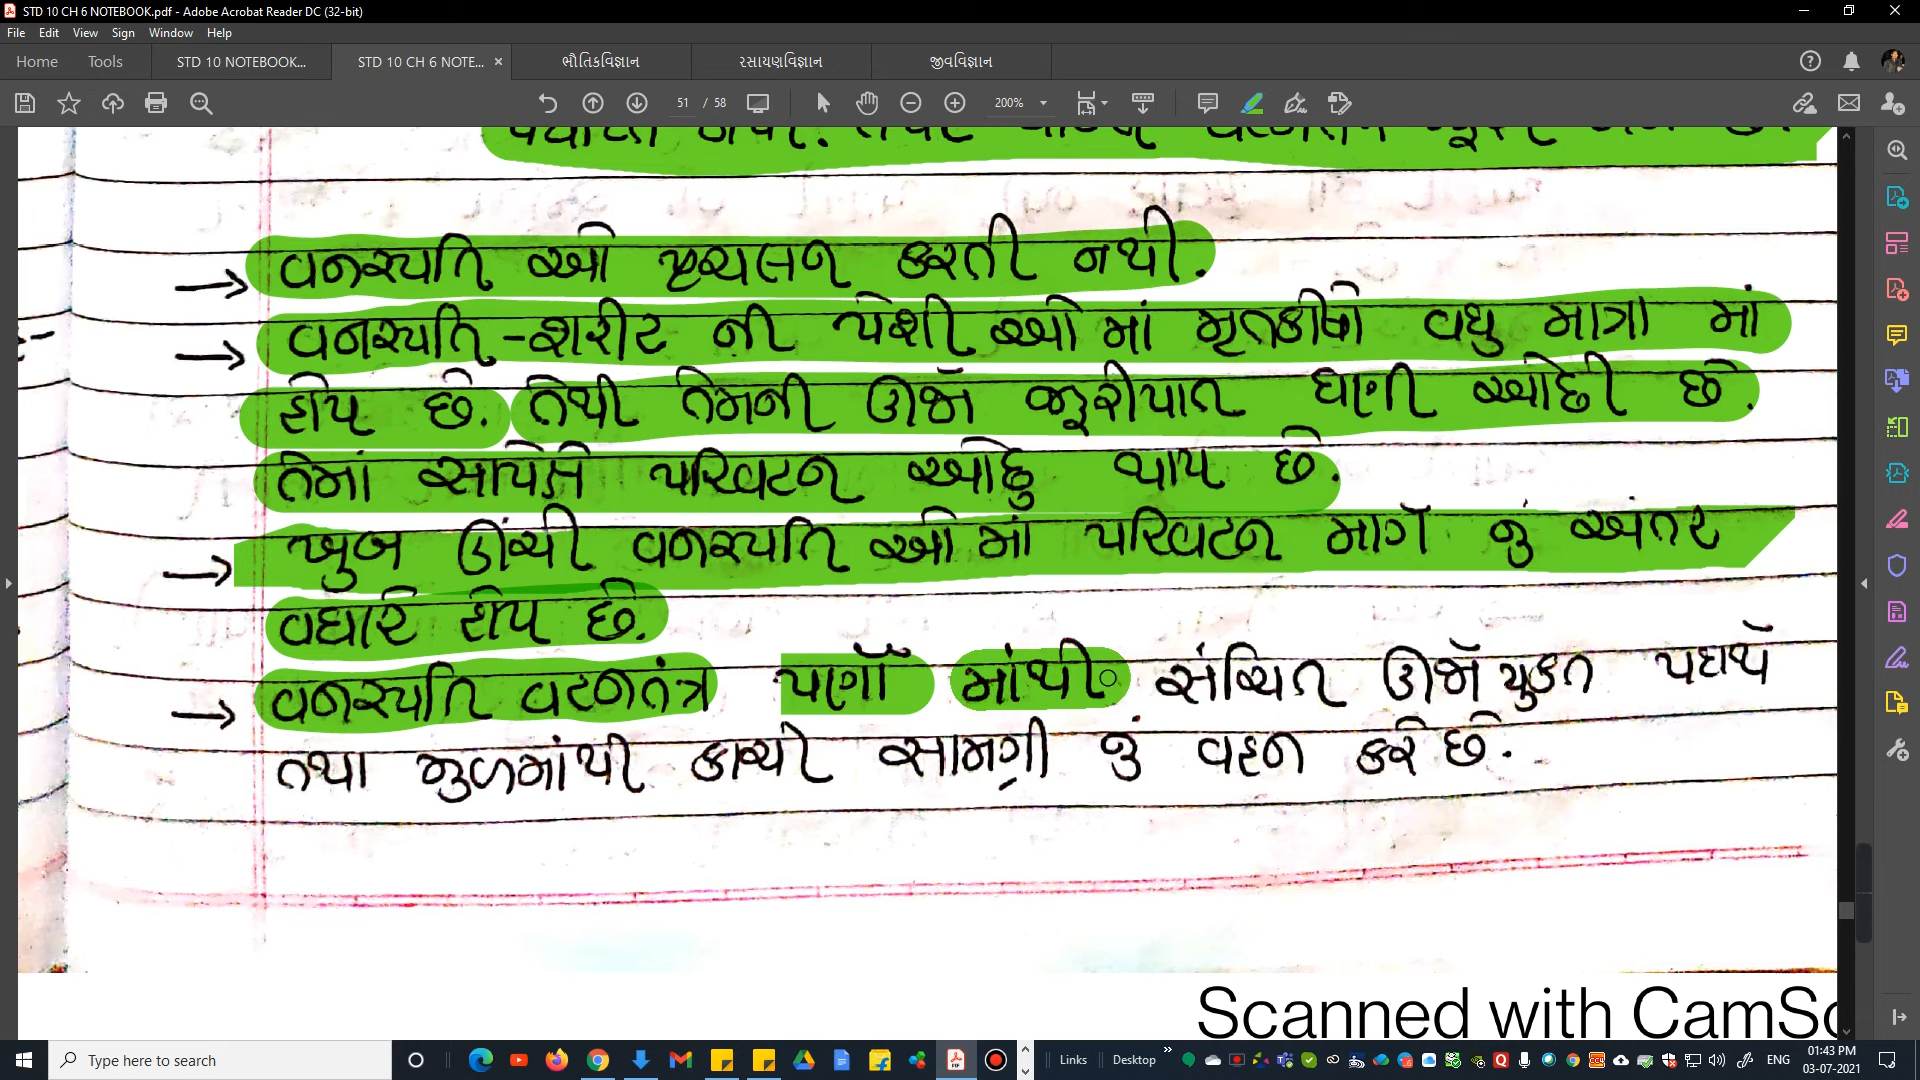 STD 10 CH 6 NOTEBOOK.pdf - Adobe Acrobat Reader DC (32-bit)
File Edit View Sign Window Help
Home Tools STD 10 NOTEBOOK... STD 10 CH 6 NOTE... × ભૌતિકવિજ્ઞાન રસાયણવિજ્ઞાન જીવવિજ્ઞાન
51 / 58 200%
→ વનસ્પતિ ઓ પ્રચલન કરતી નથી.
→ વનસ્પતિ-શરીર ની પેશી ઓ માં મૃતકોષો વધુ માત્રા માં
હોય છે. તેથી તેમની ઊર્જા જરૂરીયાત ઘણી ઓછી છે.
તેમાં સાપેક્ષે પરિવહન ઓછુ થાય છે.
→ ખુબ ઊંચી વનસ્પતિ ઓ માં પરિવહન માર્ગ નું અંતર
વધારે હોય છે.
→ વનસ્પતિ વહનતંત્ર પર્ણો માંથી સંચિત ઊર્જા યુક્ત પદાર્થ
તથા મુળમાંથી કાચી સામગ્રી નું વહન કરે છે.
Scanned with CamSc
Type here to search Links Desktop » ENG 01:43 PM
03-07-2021